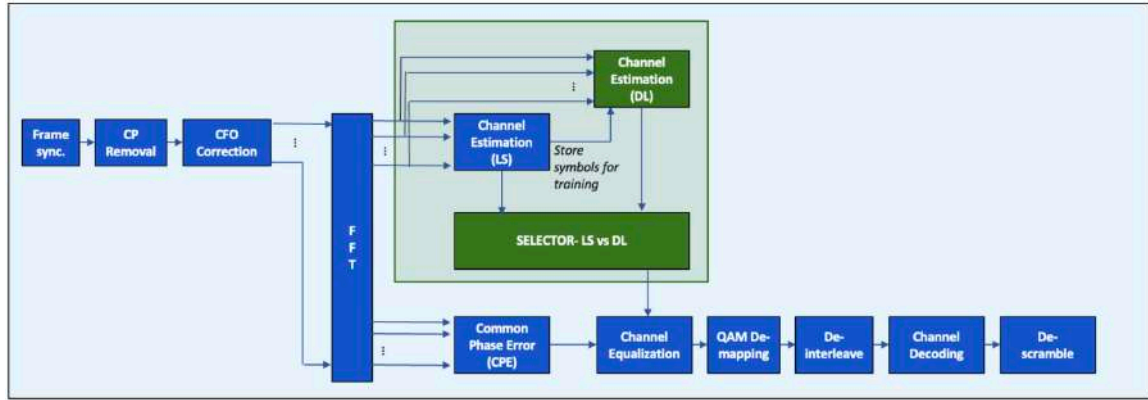 Channel
Estimation
(DL)
Frame
sync.
CP
Removal
CFO
Correction
Channel
Estimation
(LS)
Store
symbols for
training
F
F
T
SELECTOR- LS vs DL
Common
Phase Error
(CPE)
Channel
Equalization
QAM De-
mapping
De-
interleave
Channel
Decoding
De-
scramble